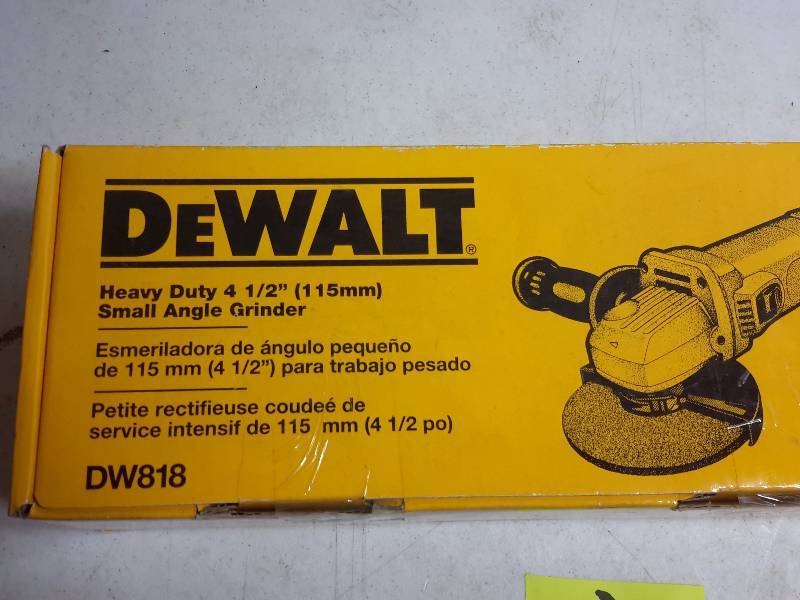 DEWALT®
Heavy Duty 4 1/2" (115mm)
Small Angle Grinder
Esmeriladora de ángulo pequeño
de 115 mm (4 1/2") para trabajo pesado
Petite rectifieuse coudeé de
service intensif de 115 mm (4 1/2 po)
DW818